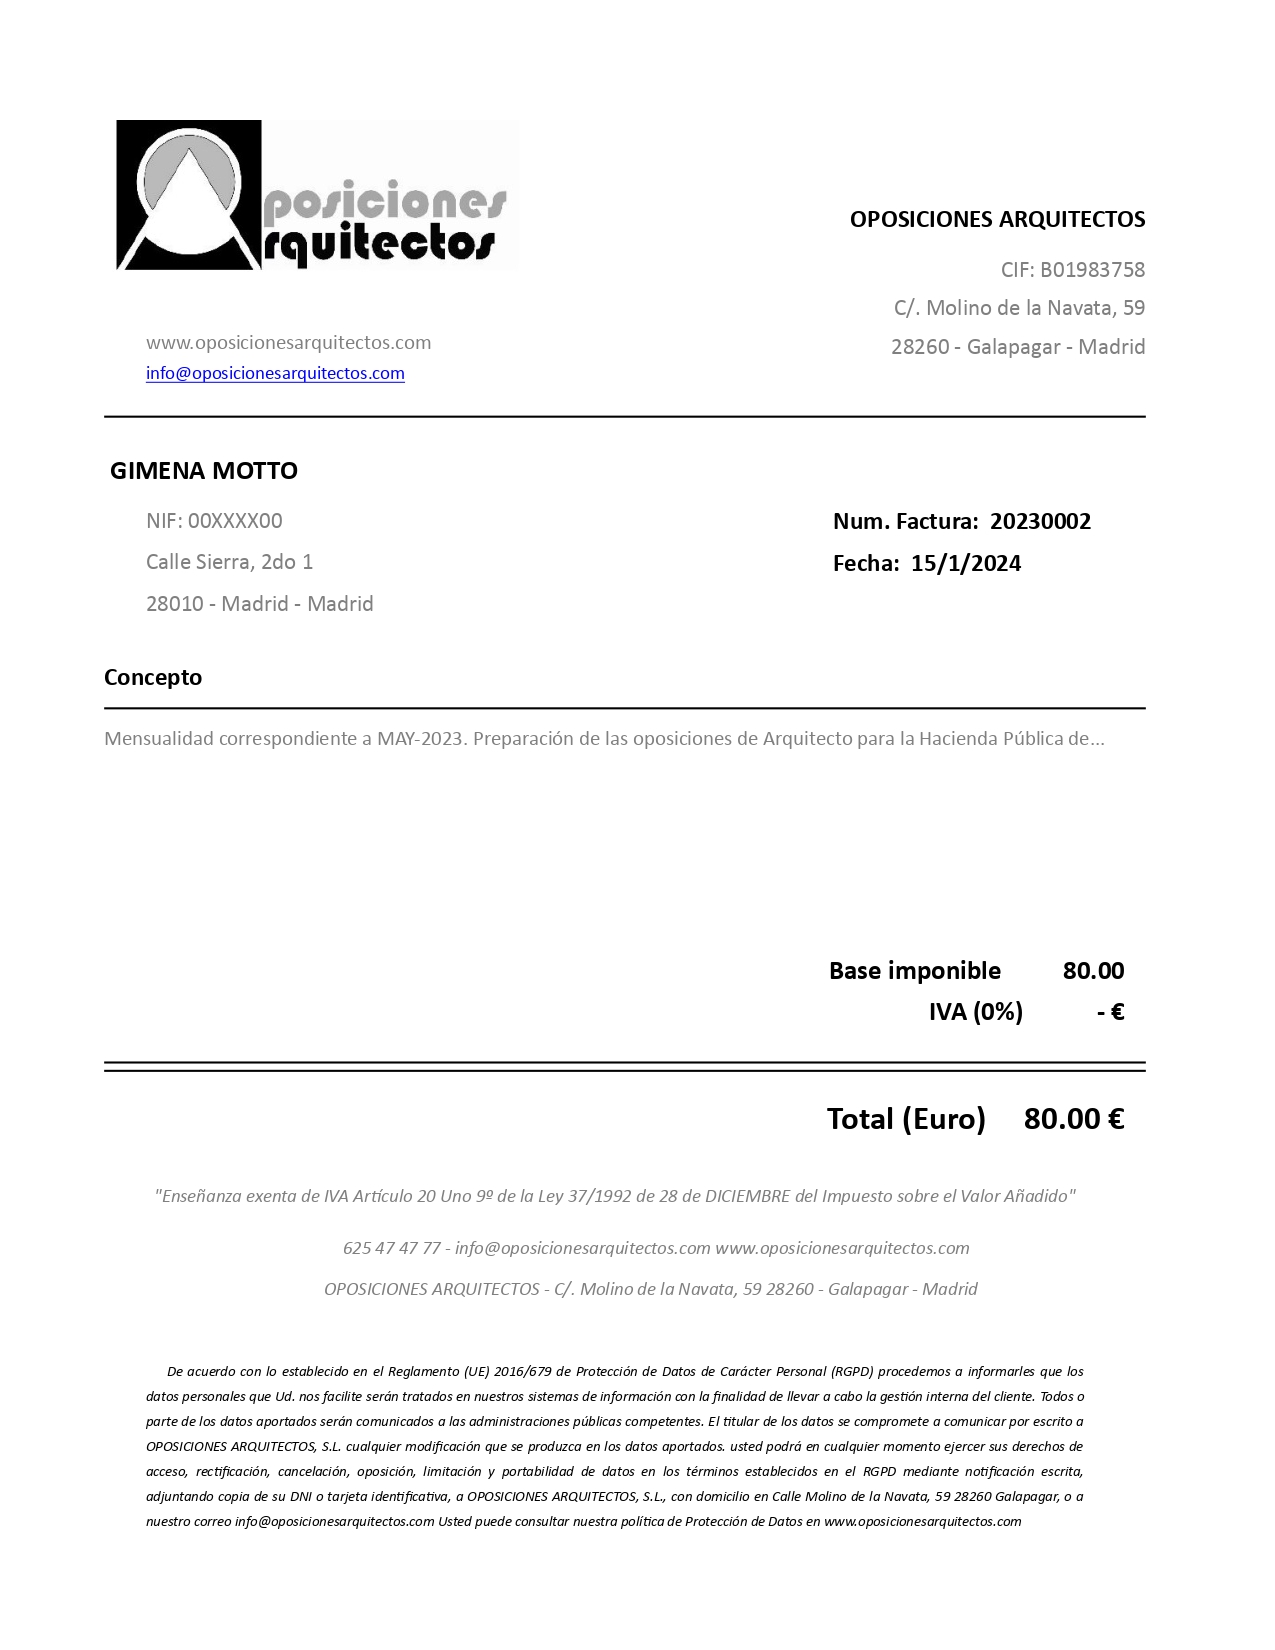 posiciones
rquitectos
OPOSICIONES ARQUITECTOS
CIF: B01983758
C/. Molino de la Navata, 59
28260 - Galapagar - Madrid
www.oposicionesarquitectos.com
info@oposicionesarquitectos.com
GIMENA MOTTO
NIF: 00XXXX00
Calle Sierra, 2do 1
28010 - Madrid - Madrid
Num. Factura: 20230002
Fecha: 15/1/2024
Concepto
Mensualidad correspondiente a MAY-2023. Preparación de las oposiciones de Arquitecto para la Hacienda Pública de...
Base imponible 80.00
IVA (0%) - €
Total (Euro) 80.00 €
"Enseñanza exenta de IVA Artículo 20 Uno 9º de la Ley 37/1992 de 28 de DICIEMBRE del Impuesto sobre el Valor Añadido"
625 47 47 77 - info@oposicionesarquitectos.com www.oposicionesarquitectos.com
OPOSICIONES ARQUITECTOS - C/. Molino de la Navata, 59 28260 - Galapagar - Madrid
De acuerdo con lo establecido en el Reglamento (UE) 2016/679 de Protección de Datos de Carácter Personal (RGPD) procedemos a informarles que los
datos personales que Ud. nos facilite serán tratados en nuestros sistemas de información con la finalidad de llevar a cabo la gestión interna del cliente. Todos o
parte de los datos aportados serán comunicados a las administraciones públicas competentes. El titular de los datos se compromete a comunicar por escrito a
OPOSICIONES ARQUITECTOS, S.L. cualquier modificación que se produzca en los datos aportados. usted podrá en cualquier momento ejercer sus derechos de
acceso, rectificación, cancelación, oposición, limitación y portabilidad de datos en los términos establecidos en el RGPD mediante notificación escrita,
adjuntando copia de su DNI o tarjeta identificativa, a OPOSICIONES ARQUITECTOS, S.L., con domicilio en Calle Molino de la Navata, 59 28260 Galapagar, o a
nuestro correo info@oposicionesarquitectos.com Usted puede consultar nuestra política de Protección de Datos en www.oposicionesarquitectos.com